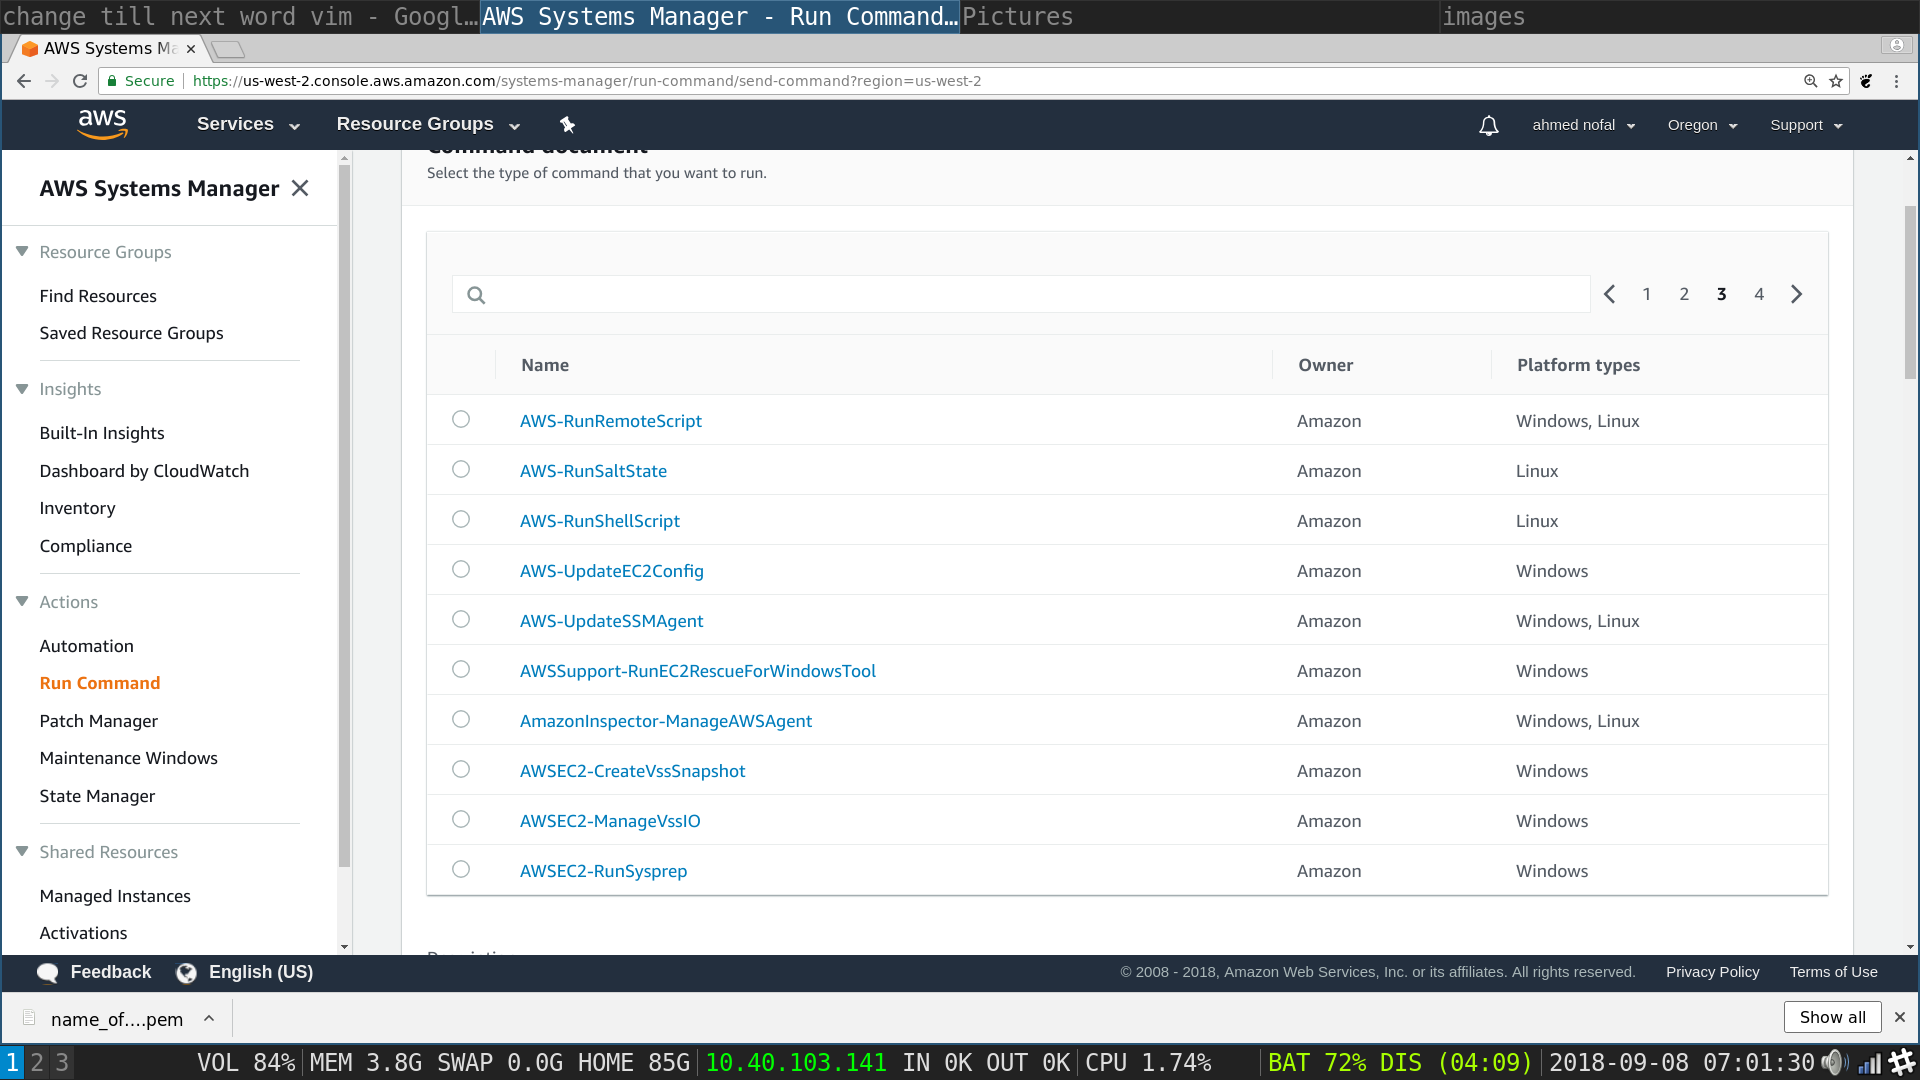 change till next word vim - Googl… AWS Systems Manager - Run Command… Pictures images
AWS Systems Ma
Secure https://us-west-2.console.aws.amazon.com/systems-manager/run-command/send-command?region=us-west-2
aws Services Resource Groups ahmed nofal Oregon Support
AWS Systems Manager
Resource Groups
Find Resources
Saved Resource Groups
Insights
Built-In Insights
Dashboard by CloudWatch
Inventory
Compliance
Actions
Automation
Run Command
Patch Manager
Maintenance Windows
State Manager
Shared Resources
Managed Instances
Activations
Command document
Select the type of command that you want to run.
1 2 3 4
Name Owner Platform types
AWS-RunRemoteScript Amazon Windows, Linux
AWS-RunSaltState Amazon Linux
AWS-RunShellScript Amazon Linux
AWS-UpdateEC2Config Amazon Windows
AWS-UpdateSSMAgent Amazon Windows, Linux
AWSSupport-RunEC2RescueForWindowsTool Amazon Windows
AmazonInspector-ManageAWSAgent Amazon Windows, Linux
AWSEC2-CreateVssSnapshot Amazon Windows
AWSEC2-ManageVssIO Amazon Windows
AWSEC2-RunSysprep Amazon Windows
Feedback English (US) © 2008 - 2018, Amazon Web Services, Inc. or its affiliates. All rights reserved. Privacy Policy Terms of Use
name_of....pem Show all
1 2 3 VOL 84% MEM 3.8G SWAP 0.0G HOME 85G 10.40.103.141 IN 0K OUT 0K CPU 1.74% BAT 72% DIS (04:09) 2018-09-08 07:01:30